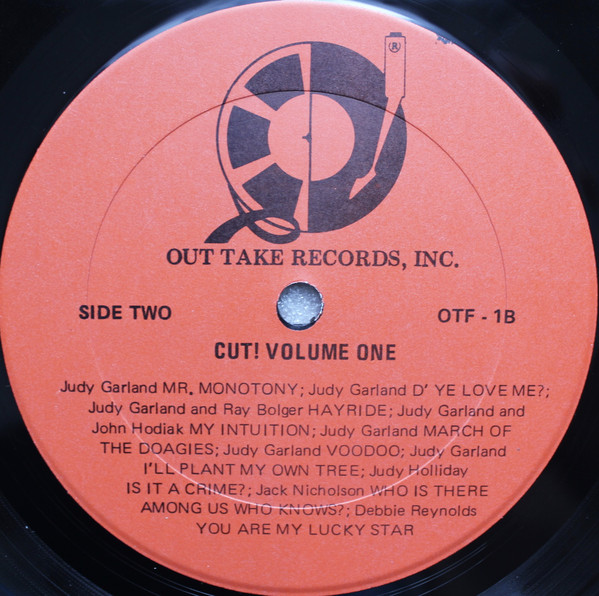 ®
OUT TAKE RECORDS, INC.
SIDE TWO
OTF - 1B
CUT! VOLUME ONE
Judy Garland MR. MONOTONY; Judy Garland D' YE LOVE ME?;
Judy Garland and Ray Bolger HAYRIDE; Judy Garland and
John Hodiak MY INTUITION; Judy Garland MARCH OF
THE DOAGIES; Judy Garland VOODOO; Judy Garland
I'LL PLANT MY OWN TREE; Judy Holliday
IS IT A CRIME?; Jack Nicholson WHO IS THERE
AMONG US WHO KNOWS?; Debbie Reynolds
YOU ARE MY LUCKY STAR